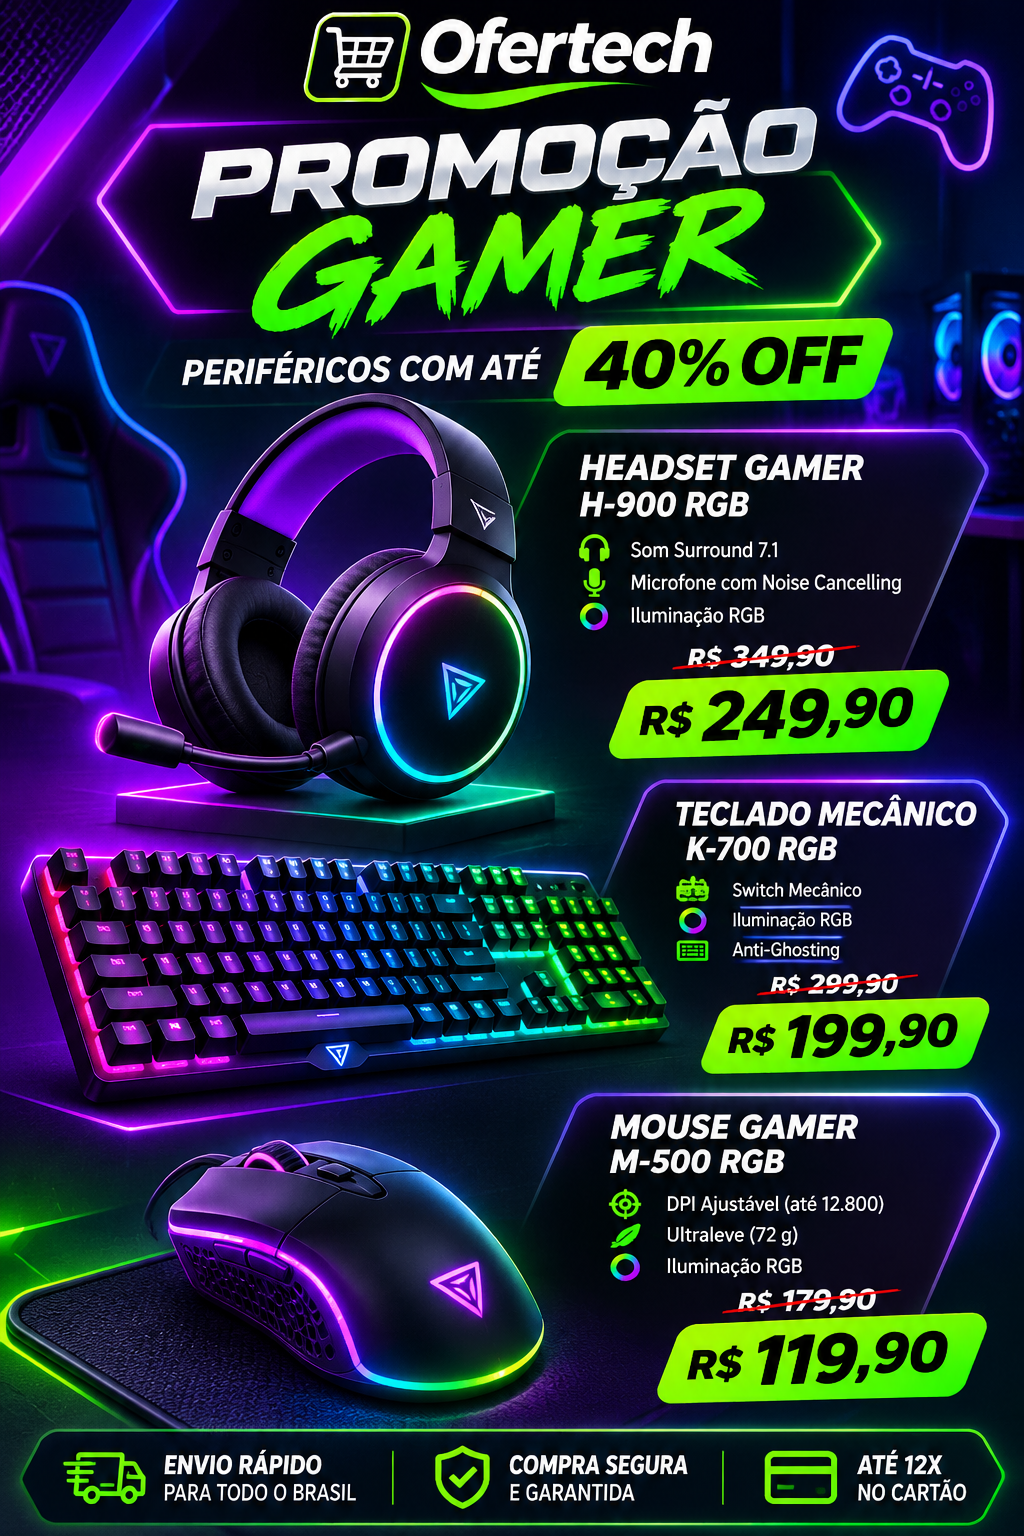 Ofertech
PROMOÇÃO
GAMER
PERIFÉRICOS COM ATÉ
40% OFF
HEADSET GAMER
H-900 RGB
Som Surround 7.1
Microfone com Noise Cancelling
Iluminação RGB
R$ 349,90
R$ 249,90
TECLADO MECÂNICO
K-700 RGB
Switch Mecânico
Iluminação RGB
Anti-Ghosting
R$ 299,90
R$ 199,90
MOUSE GAMER
M-500 RGB
DPI Ajustável (até 12.800)
Ultraleve (72 g)
Iluminação RGB
R$ 179,90
R$ 119,90
ENVIO RÁPIDO
PARA TODO O BRASIL
COMPRA SEGURA
E GARANTIDA
ATÉ 12X
NO CARTÃO